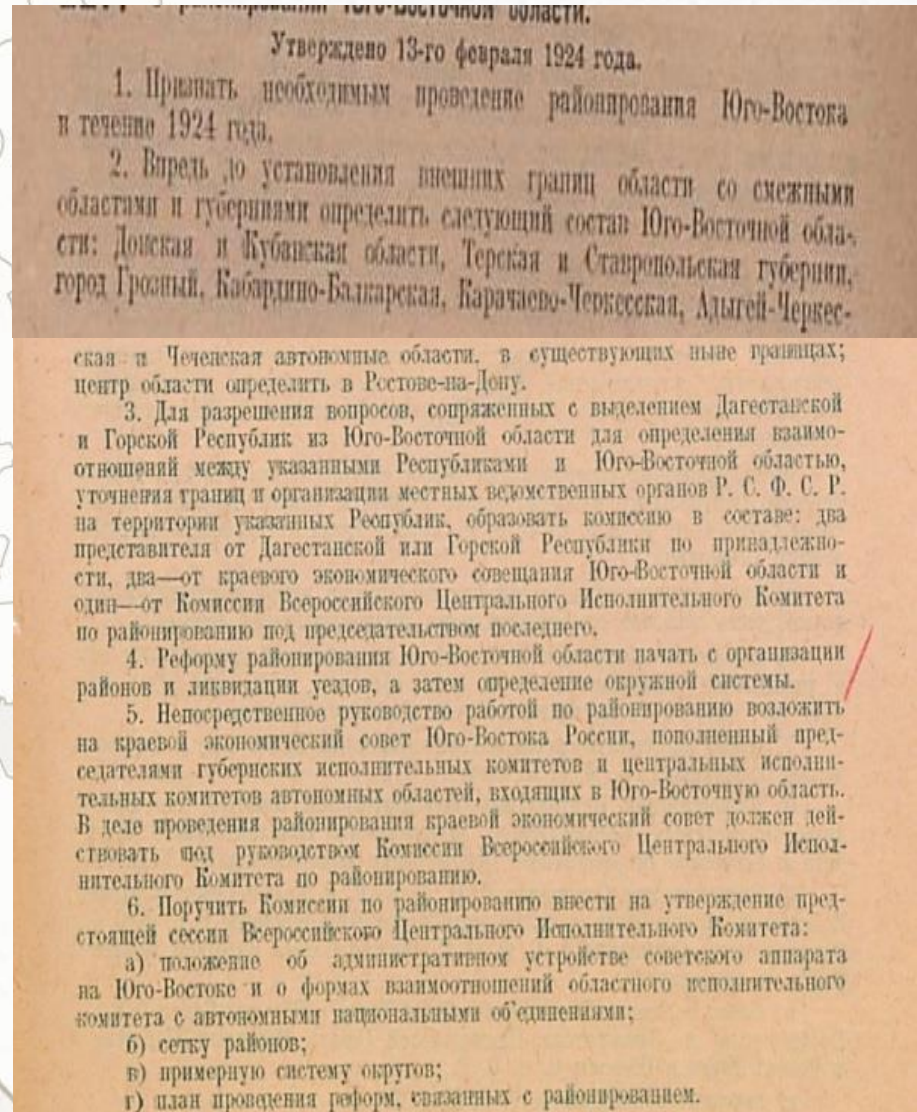 районировании Юго-Восточной области.
Утверждено 13-го февраля 1924 года.
1. Признать необходимым проведение районирования Юго-Востока
в течение 1924 года.
2. Впредь до установления внешних границ области со смежными
областями и губерниями определить следующий состав Юго-Восточной обла-
сти: Донская и Кубанская области, Терская и Ставропольская губернии,
город Грозный, Кабардино-Балкарская, Карачаево-Черкесская, Адыгей-Черкес-
ская и Чеченская автономные области, в существующих ныне границах;
центр области определить в Ростове-на-Дону.
3. Для разрешения вопросов, сопряженных с выделением Дагестанской
и Горской Республик из Юго-Восточной области для определения взаимо-
отношений между указанными Республиками и Юго-Восточной областью,
уточнения границ и организации местных ведомственных органов Р. С. Ф. С. Р.
на территории указанных Республик, образовать комиссию в составе: два
представителя от Дагестанской или Горской Республики по принадлежно-
сти, два—от краевого экономического совещания Юго-Восточной области и
один—от Комиссии Всероссийского Центрального Исполнительного Комитета
по районированию под председательством последнего.
4. Реформу районирования Юго-Восточной области начать с организации
районов и ликвидации уездов, а затем определение окружной системы.
5. Непосредственное руководство работой по районированию возложить
на краевой экономический совет Юго-Востока России, пополненный пред-
седателями губернских исполнительных комитетов и центральных исполни-
тельных комитетов автономных областей, входящих в Юго-Восточную область.
В деле проведения районирования краевой экономический совет должен дей-
ствовать под руководством Комиссии Всероссийского Центрального Испол-
нительного Комитета по районированию.
6. Поручить Комиссии по районированию внести на утверждение пред-
стоящей сессии Всероссийского Центрального Исполнительного Комитета:
а) положение об административном устройстве советского аппарата
на Юго-Востоке и о формах взаимоотношений областного исполнительного
комитета с автономными национальными об'единениями;
б) сетку районов;
в) примерную систему округов;
г) план проведения реформ, связанных с районированием.